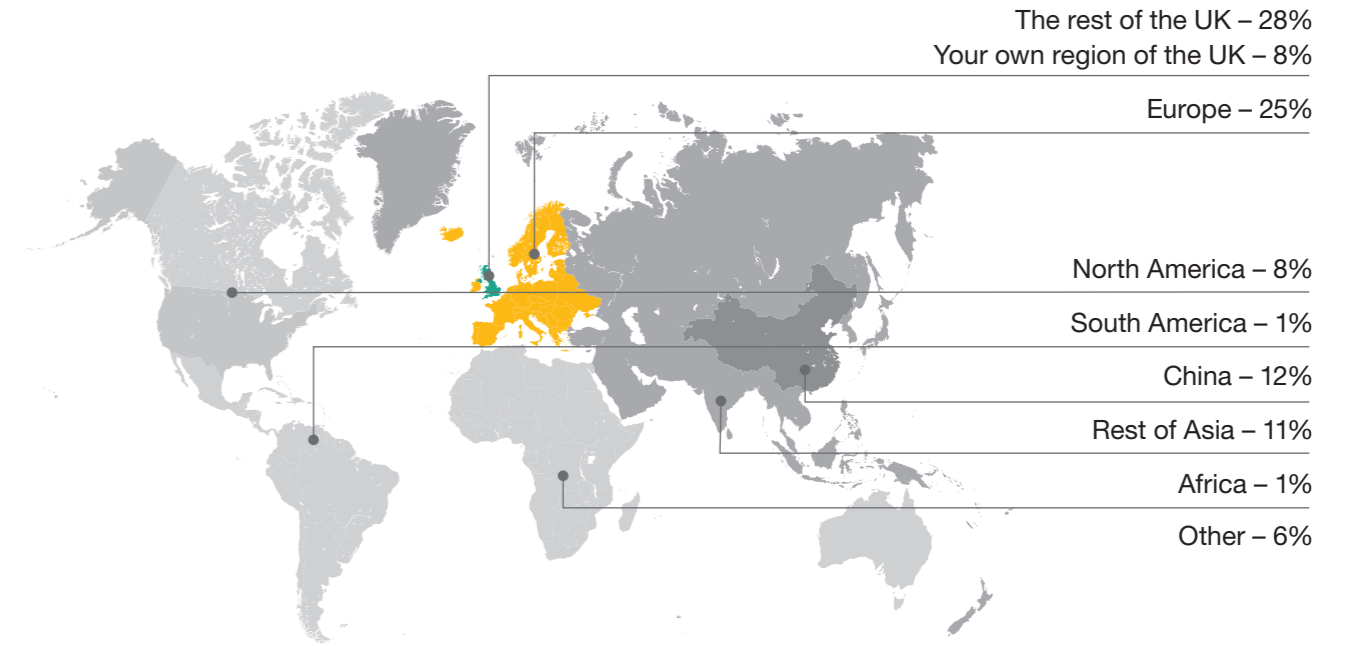 The rest of the UK – 28%
Your own region of the UK – 8%
Europe – 25%
North America – 8%
South America – 1%
China – 12%
Rest of Asia – 11%
Africa – 1%
Other – 6%